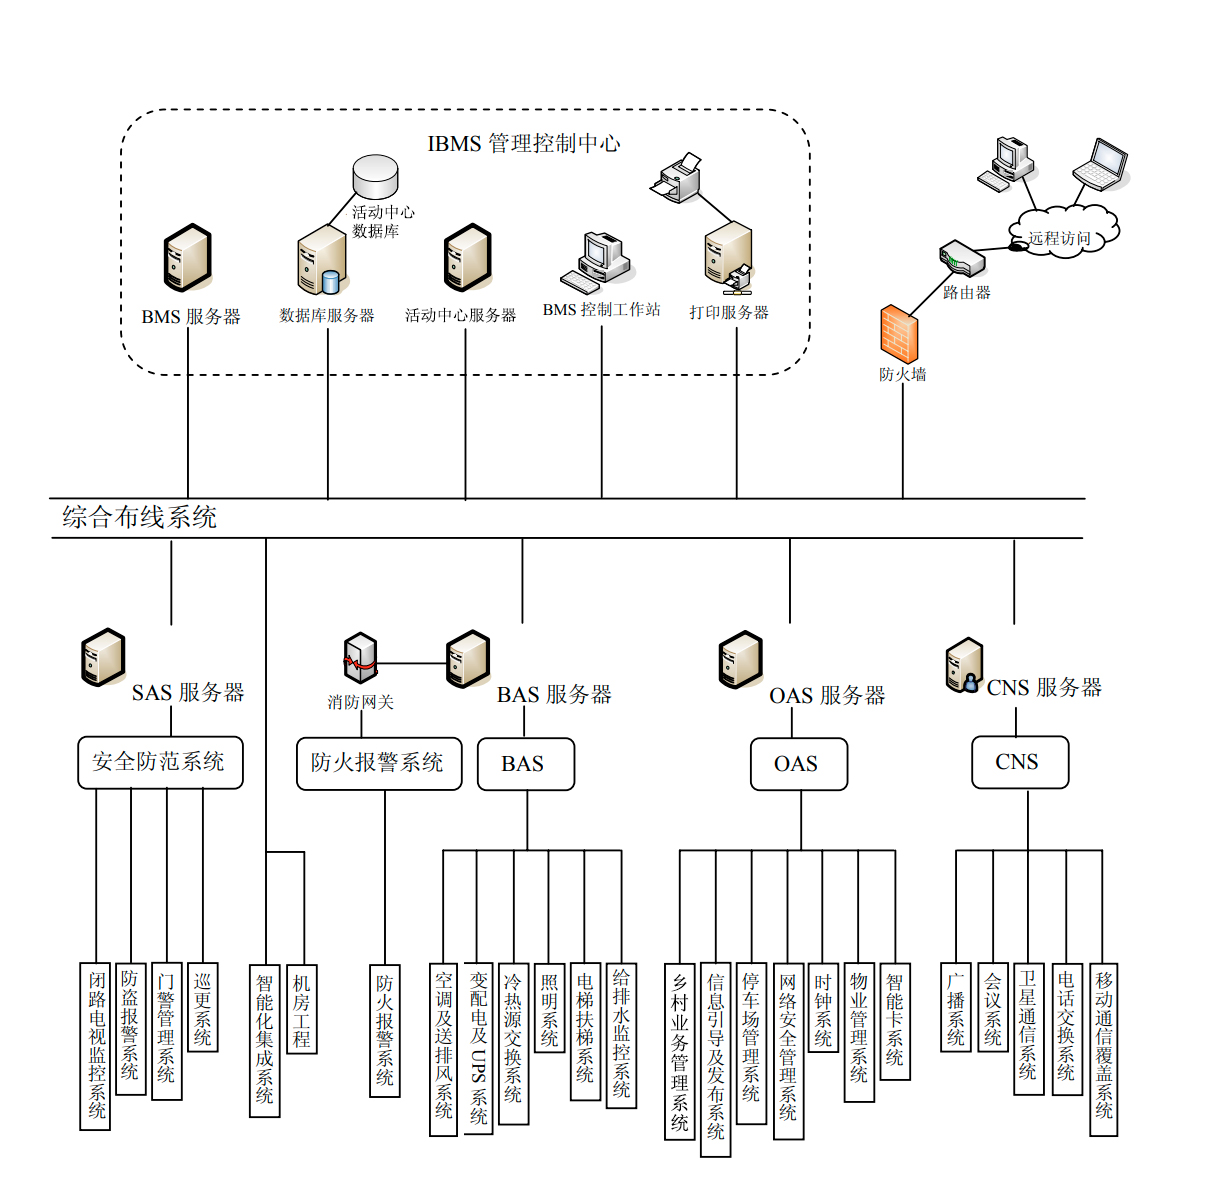 IBMS 管理控制中心
活动中心
数据库
远程访问
路由器
BMS 服务器
数据库服务器
活动中心服务器
BMS 控制工作站
打印服务器
防火墙
综合布线系统
SAS 服务器
消防网关
BAS 服务器
OAS 服务器
CNS 服务器
安全防范系统
防火报警系统
BAS
OAS
CNS
闭路电视监控系统
防盗报警系统
门警管理系统
巡更系统
智能化集成系统
机房工程
防火报警系统
空调及送排风系统
变配电及 UPS 系统
冷热源交换系统
照明系统
电梯扶梯系统
给排水监控系统
乡村业务管理系统
信息引导及发布系统
停车场管理系统
网络安全管理系统
时钟系统
物业管理系统
智能卡系统
广播系统
会议系统
卫星通信系统
电话交换系统
移动通信覆盖系统